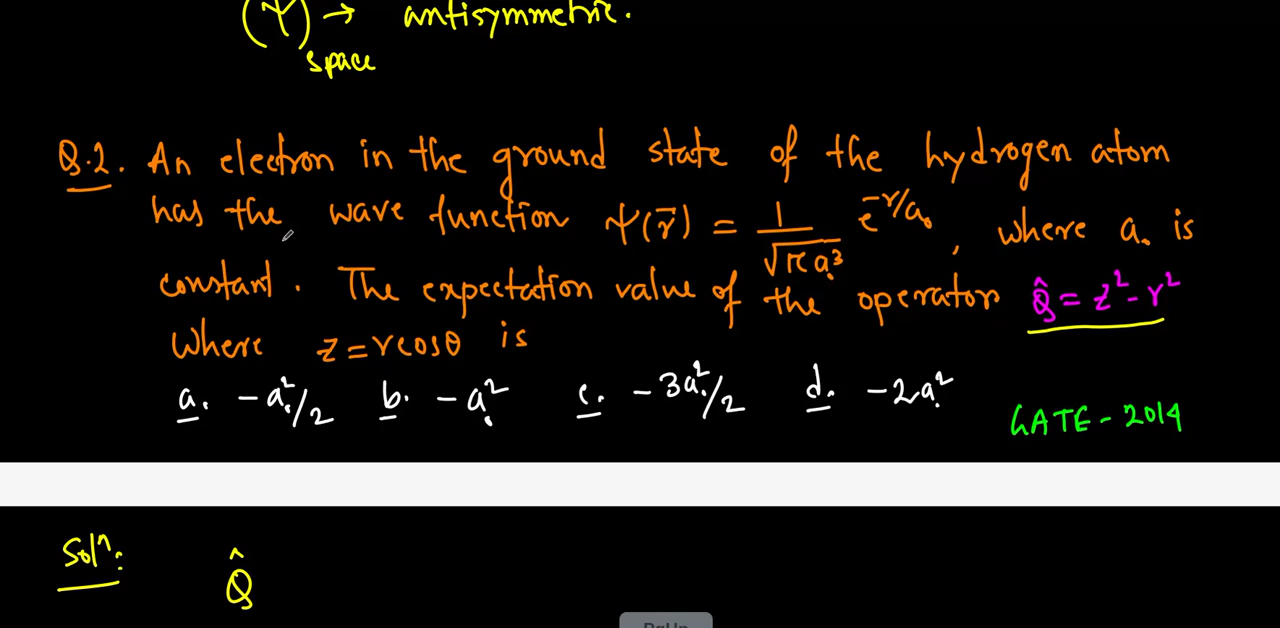 (Ψ) → antisymmetric.
space
Q.2. An electron in the ground state of the hydrogen atom
has the wave function Ψ(r̄) = 1/√(πa₀³) e^(-r/a₀), where a₀ is
constant. The expectation value of the operator Q̂ = z² - r²
where z = rcosθ is
a. -a₀²/2 b. -a₀² c. -3a₀²/2 d. -2a₀²
GATE - 2014
Solⁿ: Q̂